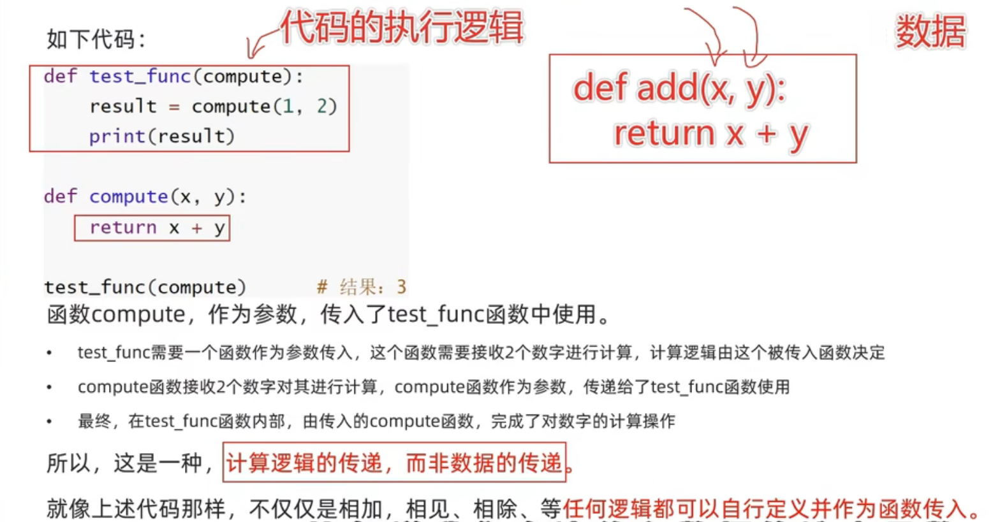 代码的执行逻辑
数据
如下代码：
def test_func(compute):
    result = compute(1, 2)
    print(result)
def add(x, y):
    return x + y
def compute(x, y):
    return x + y
test_func(compute)      # 结果：3
函数compute，作为参数，传入了test_func函数中使用。
• test_func需要一个函数作为参数传入，这个函数需要接收2个数字进行计算，计算逻辑由这个被传入函数决定
• compute函数接收2个数字对其进行计算，compute函数作为参数，传递给了test_func函数使用
• 最终，在test_func函数内部，由传入的compute函数，完成了对数字的计算操作
所以，这是一种，计算逻辑的传递，而非数据的传递。
就像上述代码那样，不仅仅是相加，相见、相除、等任何逻辑都可以自行定义并作为函数传入。